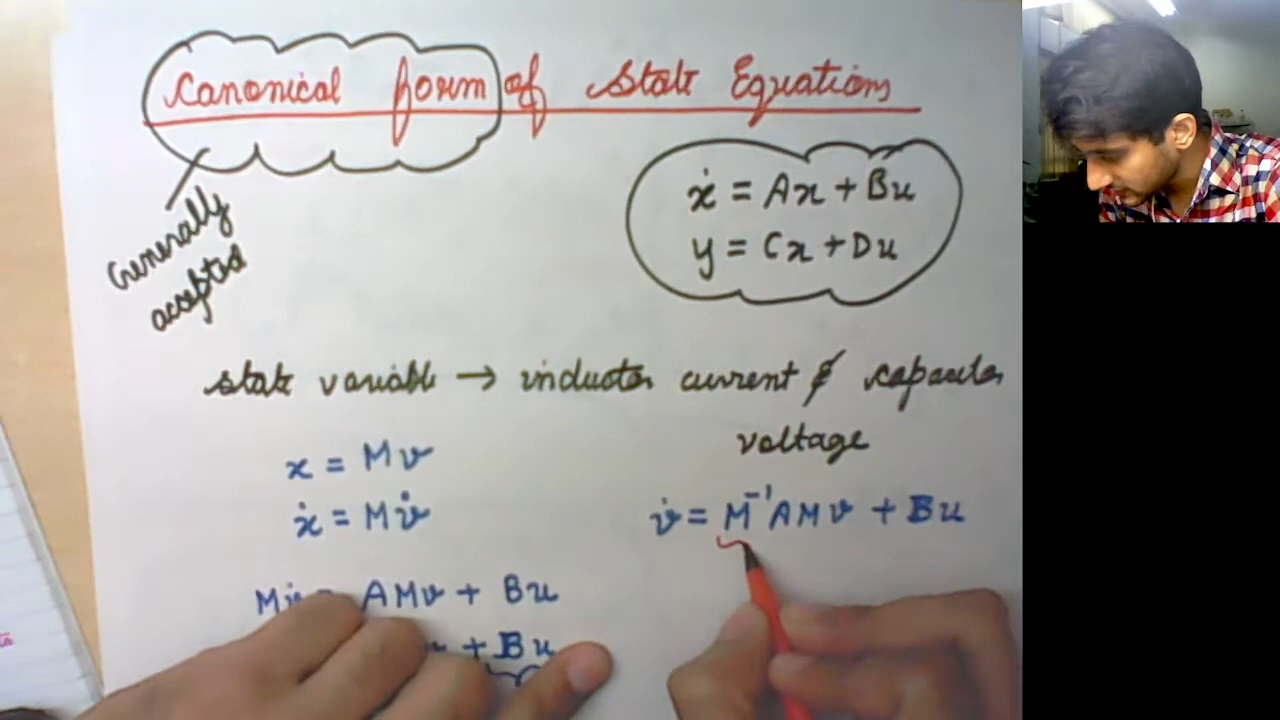 Canonical form of State Equations
Generally
accepted
ẋ = Ax + Bu
y = Cx + Du
state variable → inductor current & capacitor
voltage
x = Mv
ẋ = Mv̇
v̇ = M⁻¹AMv + Bu
AMv + Bu
+ Bu